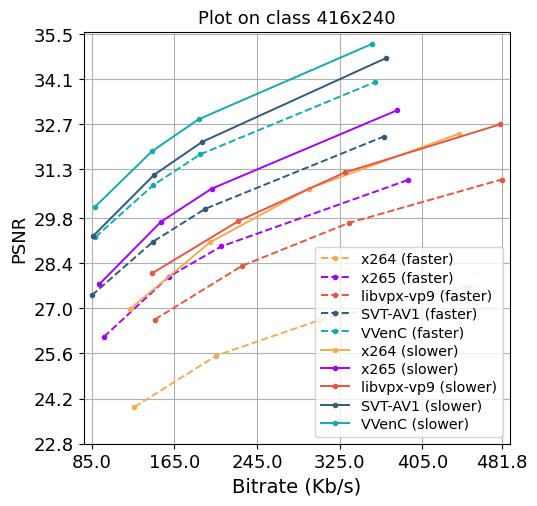 Plot on class 416x240
35.5
34.1
32.7
31.3
29.8
28.4
27.0
25.6
24.2
22.8
PSNR
x264 (faster)
x265 (faster)
libvpx-vp9 (faster)
SVT-AV1 (faster)
VVenC (faster)
x264 (slower)
x265 (slower)
libvpx-vp9 (slower)
SVT-AV1 (slower)
VVenC (slower)
85.0 165.0 245.0 325.0 405.0 481.8
Bitrate (Kb/s)